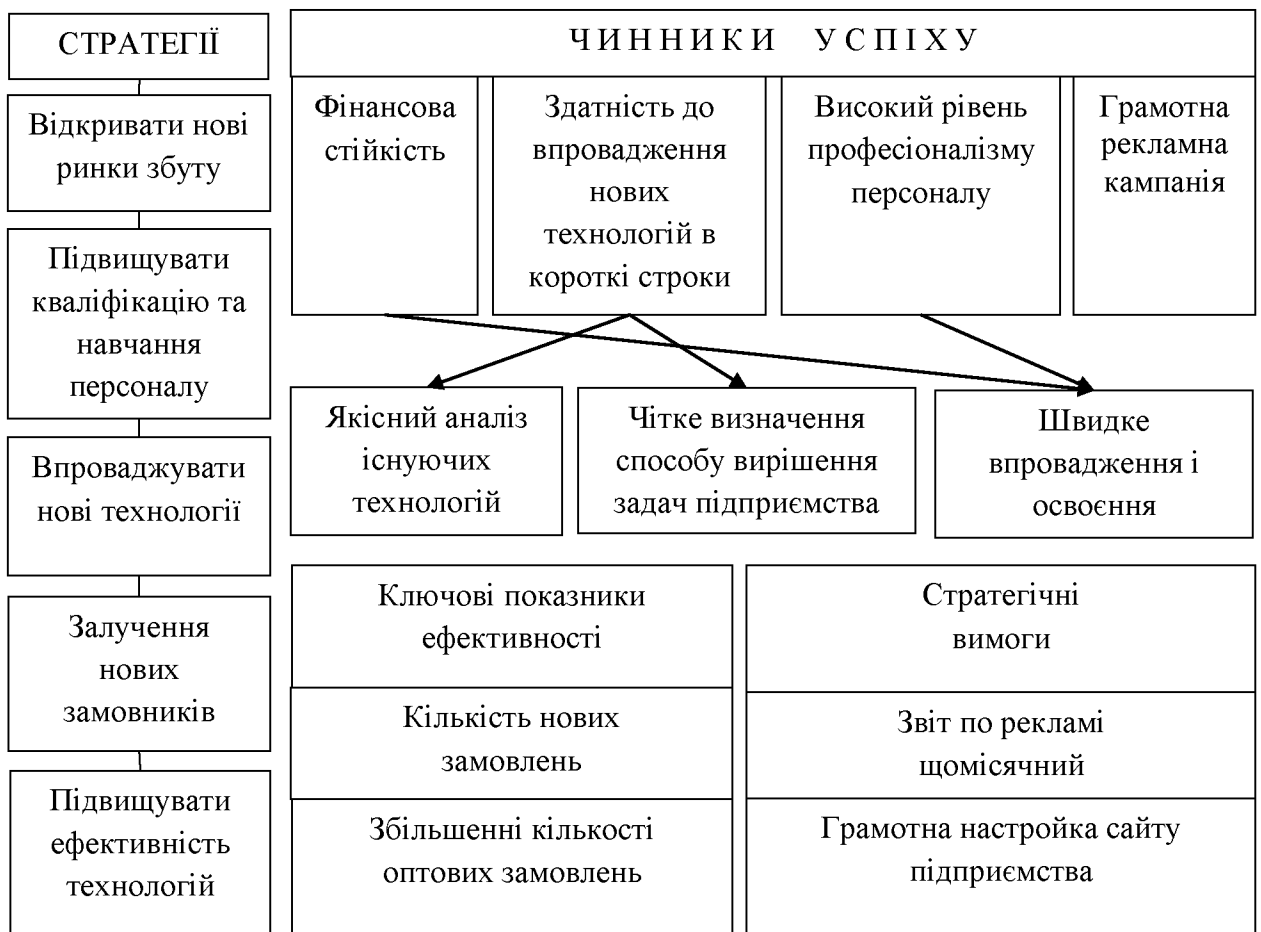 СТРАТЕГІЇ
Відкривати нові
ринки збуту
Підвищувати
кваліфікацію та
навчання
персоналу
Впроваджувати
нові технології
Залучення
нових
замовників
Підвищувати
ефективність
технологій
ЧИННИКИ УСПІХУ
Фінансова
стійкість
Здатність до
впровадження
нових
технологій в
короткі строки
Високий рівень
професіоналізму
персоналу
Грамотна
рекламна
кампанія
Якісний аналіз
існуючих
технологій
Чітке визначення
способу вирішення
задач підприємства
Швидке
впровадження і
освоєння
Ключові показники
ефективності
Стратегічні
вимоги
Кількість нових
замовлень
Звіт по рекламі
щомісячний
Збільшенні кількості
оптових замовлень
Грамотна настройка сайту
підприємства